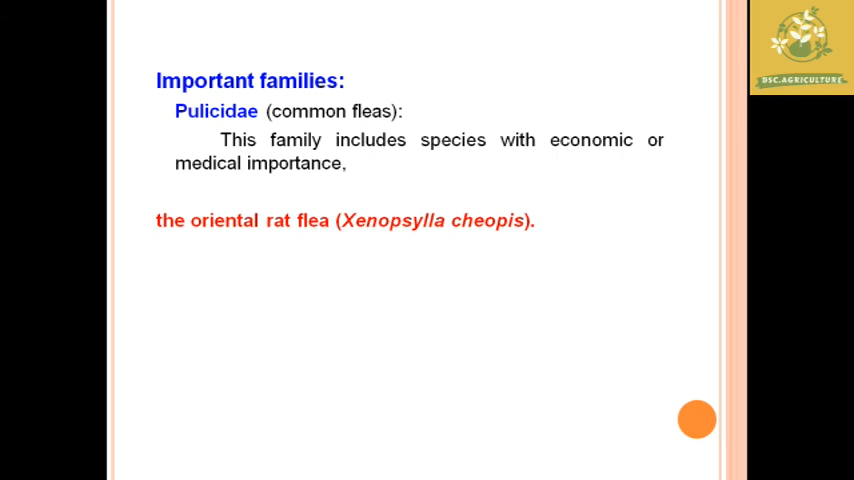 Important families:
Pulicidae (common fleas):
This family includes species with economic or
medical importance,
the oriental rat flea (Xenopsylla cheopis).
DSC.AGRICULTURE